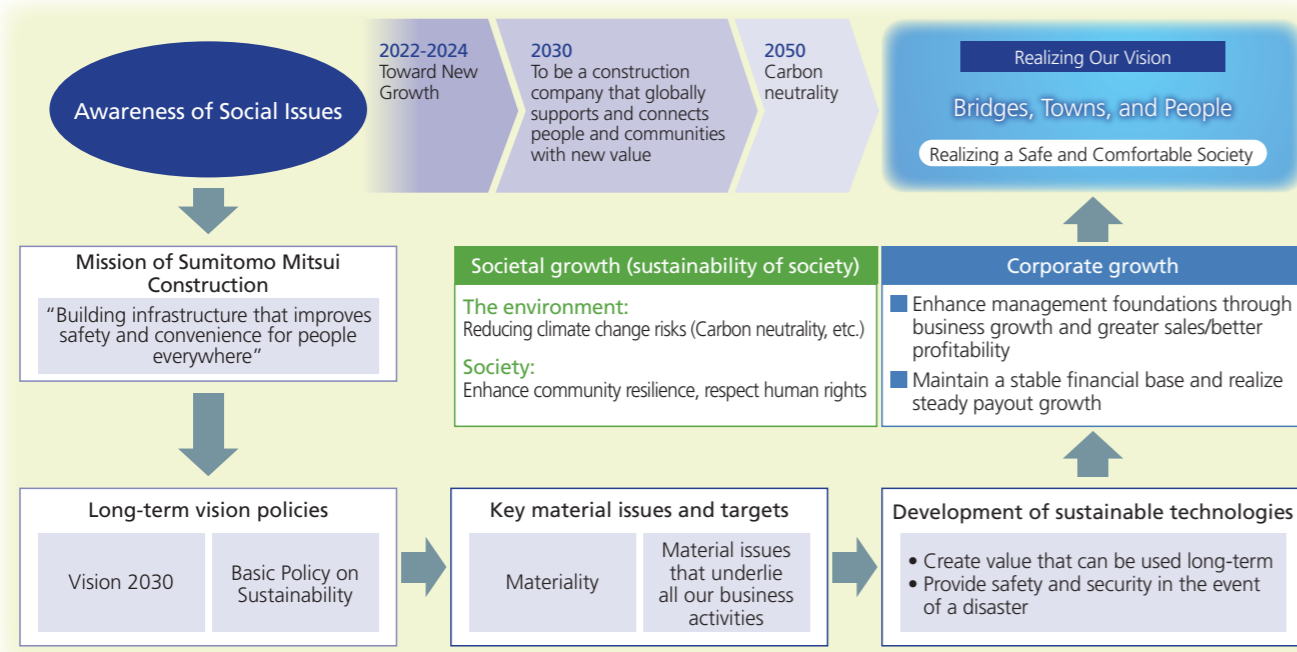 Awareness of Social Issues
2022-2024
Toward New
Growth
2030
To be a construction
company that globally
supports and connects
people and communities
with new value
2050
Carbon
neutrality
Realizing Our Vision
Bridges, Towns, and People
Realizing a Safe and Comfortable Society
Mission of Sumitomo Mitsui
Construction
“Building infrastructure that improves
safety and convenience for people
everywhere”
Societal growth (sustainability of society)
The environment:
Reducing climate change risks (Carbon neutrality, etc.)
Society:
Enhance community resilience, respect human rights
Corporate growth
Enhance management foundations through
business growth and greater sales/better
profitability
Maintain a stable financial base and realize
steady payout growth
Long-term vision policies
Vision 2030
Basic Policy on
Sustainability
Key material issues and targets
Materiality
Material issues
that underlie
all our business
activities
Development of sustainable technologies
• Create value that can be used long-term
• Provide safety and security in the event
of a disaster